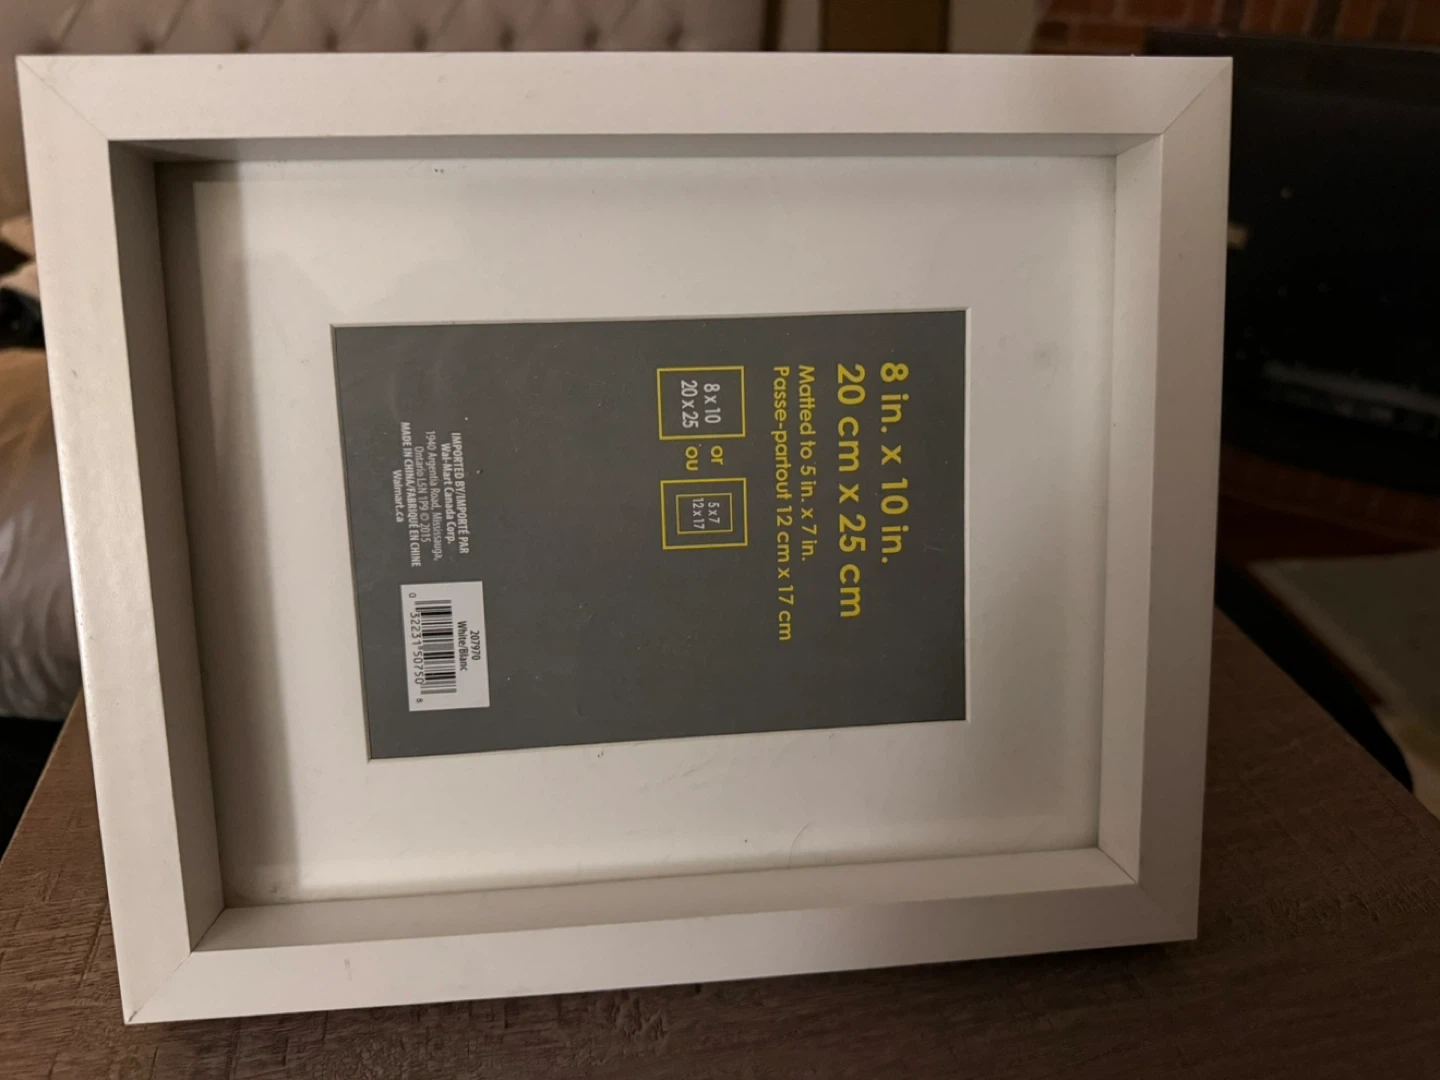 8 in. x 10 in.
20 cm x 25 cm
Matted to 5 in. x 7 in.
Passe-partout 12 cm x 17 cm
8 x 10
20 x 25
or
ou
5 x 7
12 x 17
IMPORTED BY/IMPORTÉ PAR
Wal-Mart Canada Corp.
1940 Argentia Road, Mississauga,
Ontario L5N 1P9 © 2015
MADE IN CHINA/FABRIQUÉ EN CHINE
Walmart.ca
207970
White/Blanc
0 32231 50750 8